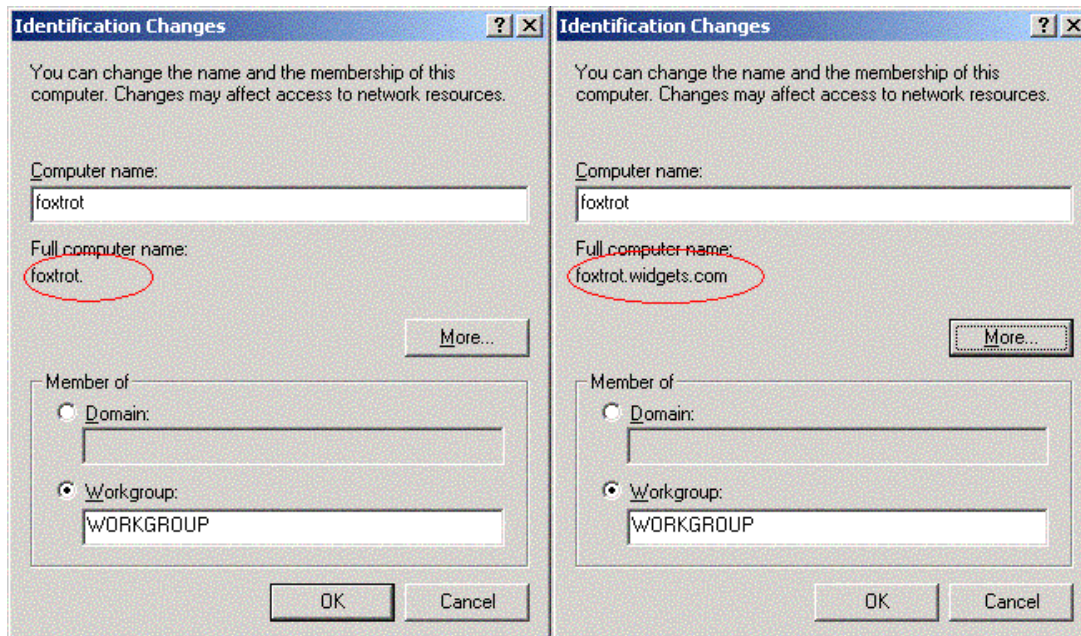 Identification Changes
You can change the name and the membership of this
computer. Changes may affect access to network resources.
Computer name:
foxtrot
Full computer name:
foxtrot.
More...
Member of
Domain:
Workgroup:
WORKGROUP
OK Cancel
Identification Changes
You can change the name and the membership of this
computer. Changes may affect access to network resources.
Computer name:
foxtrot
Full computer name:
foxtrot.widgets.com
More...
Member of
Domain:
Workgroup:
WORKGROUP
OK Cancel